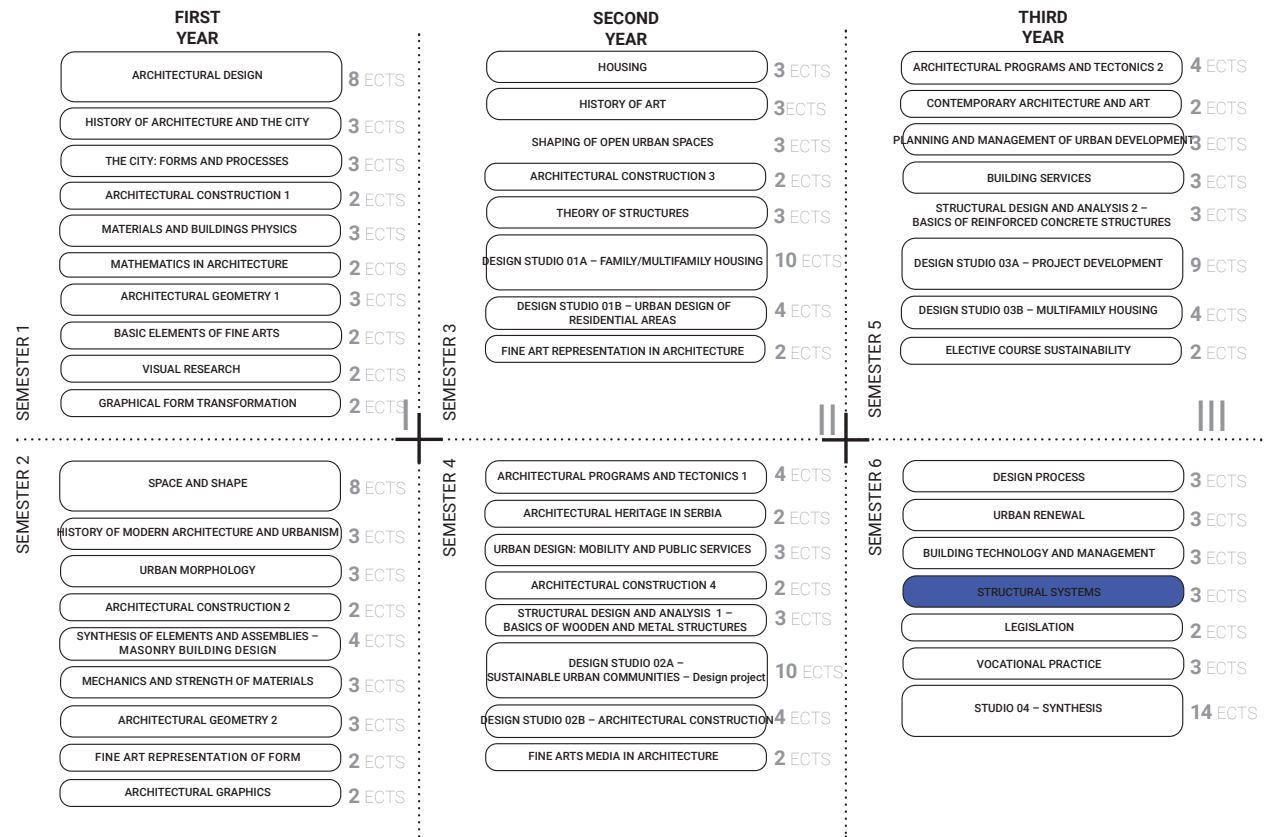 FIRST
YEAR
ARCHITECTURAL DESIGN
8 ECTS
HISTORY OF ARCHITECTURE AND THE CITY
3 ECTS
THE CITY: FORMS AND PROCESSES
3 ECTS
ARCHITECTURAL CONSTRUCTION 1
2 ECTS
MATERIALS AND BUILDINGS PHYSICS
3 ECTS
MATHEMATICS IN ARCHITECTURE
2 ECTS
ARCHITECTURAL GEOMETRY 1
3 ECTS
BASIC ELEMENTS OF FINE ARTS
2 ECTS
VISUAL RESEARCH
2 ECTS
GRAPHICAL FORM TRANSFORMATION
2 ECTS
SEMESTER 1
I
SEMESTER 2
SPACE AND SHAPE
8 ECTS
HISTORY OF MODERN ARCHITECTURE AND URBANISM
3 ECTS
URBAN MORPHOLOGY
3 ECTS
ARCHITECTURAL CONSTRUCTION 2
2 ECTS
SYNTHESIS OF ELEMENTS AND ASSEMBLIES –
MASONRY BUILDING DESIGN
4 ECTS
MECHANICS AND STRENGTH OF MATERIALS
3 ECTS
ARCHITECTURAL GEOMETRY 2
3 ECTS
FINE ART REPRESENTATION OF FORM
2 ECTS
ARCHITECTURAL GRAPHICS
2 ECTS
SECOND
YEAR
HOUSING
3 ECTS
HISTORY OF ART
3ECTS
SHAPING OF OPEN URBAN SPACES
3 ECTS
ARCHITECTURAL CONSTRUCTION 3
2 ECTS
THEORY OF STRUCTURES
3 ECTS
DESIGN STUDIO 01A – FAMILY/MULTIFAMILY HOUSING
10 ECTS
DESIGN STUDIO 01B – URBAN DESIGN OF
RESIDENTIAL AREAS
4 ECTS
FINE ART REPRESENTATION IN ARCHITECTURE
2 ECTS
SEMESTER 3
II
SEMESTER 4
ARCHITECTURAL PROGRAMS AND TECTONICS 1
4 ECTS
ARCHITECTURAL HERITAGE IN SERBIA
2 ECTS
URBAN DESIGN: MOBILITY AND PUBLIC SERVICES
3 ECTS
ARCHITECTURAL CONSTRUCTION 4
2 ECTS
STRUCTURAL DESIGN AND ANALYSIS 1 –
BASICS OF WOODEN AND METAL STRUCTURES
3 ECTS
DESIGN STUDIO 02A –
SUSTAINABLE URBAN COMMUNITIES – Design project
10 ECTS
DESIGN STUDIO 02B – ARCHITECTURAL CONSTRUCTION
4 ECTS
FINE ARTS MEDIA IN ARCHITECTURE
2 ECTS
THIRD
YEAR
ARCHITECTURAL PROGRAMS AND TECTONICS 2
4 ECTS
CONTEMPORARY ARCHITECTURE AND ART
2 ECTS
PLANNING AND MANAGEMENT OF URBAN DEVELOPMENT
3 ECTS
BUILDING SERVICES
3 ECTS
STRUCTURAL DESIGN AND ANALYSIS 2 –
BASICS OF REINFORCED CONCRETE STRUCTURES
3 ECTS
DESIGN STUDIO 03A – PROJECT DEVELOPMENT
9 ECTS
DESIGN STUDIO 03B – MULTIFAMILY HOUSING
4 ECTS
ELECTIVE COURSE SUSTAINABILITY
2 ECTS
SEMESTER 5
III
SEMESTER 6
DESIGN PROCESS
3 ECTS
URBAN RENEWAL
3 ECTS
BUILDING TECHNOLOGY AND MANAGEMENT
3 ECTS
STRUCTURAL SYSTEMS
3 ECTS
LEGISLATION
2 ECTS
VOCATIONAL PRACTICE
3 ECTS
STUDIO 04 – SYNTHESIS
14 ECTS